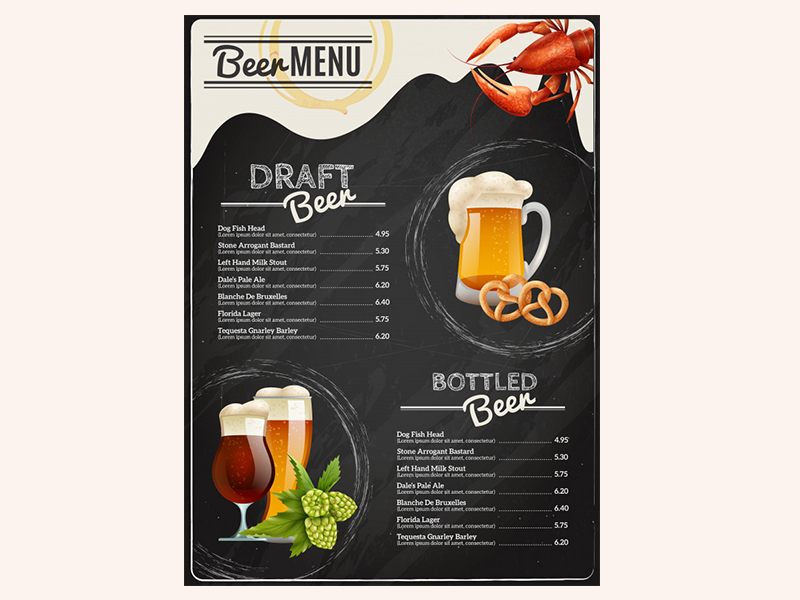 Beer MENU
DRAFT
Beer
Dog Fish Head
(Lorem ipsum dolor sit amet, consectetur) 4.95
Stone Arrogant Bastard
(Lorem ipsum dolor sit amet, consectetur) 5.30
Left Hand Milk Stout
(Lorem ipsum dolor sit amet, consectetur) 5.75
Dale's Pale Ale
(Lorem ipsum dolor sit amet, consectetur) 6.20
Blanche De Bruxelles
(Lorem ipsum dolor sit amet, consectetur) 6.40
Florida Lager
(Lorem ipsum dolor sit amet, consectetur) 5.75
Tequesta Gnarley Barley
(Lorem ipsum dolor sit amet, consectetur) 6.20
BOTTLED
Beer
Dog Fish Head
(Lorem ipsum dolor sit amet, consectetur) 4.95
Stone Arrogant Bastard
(Lorem ipsum dolor sit amet, consectetur) 5.30
Left Hand Milk Stout
(Lorem ipsum dolor sit amet, consectetur) 5.75
Dale's Pale Ale
(Lorem ipsum dolor sit amet, consectetur) 6.20
Blanche De Bruxelles
(Lorem ipsum dolor sit amet, consectetur) 6.40
Florida Lager
(Lorem ipsum dolor sit amet, consectetur) 5.75
Tequesta Gnarley Barley
(Lorem ipsum dolor sit amet, consectetur) 6.20